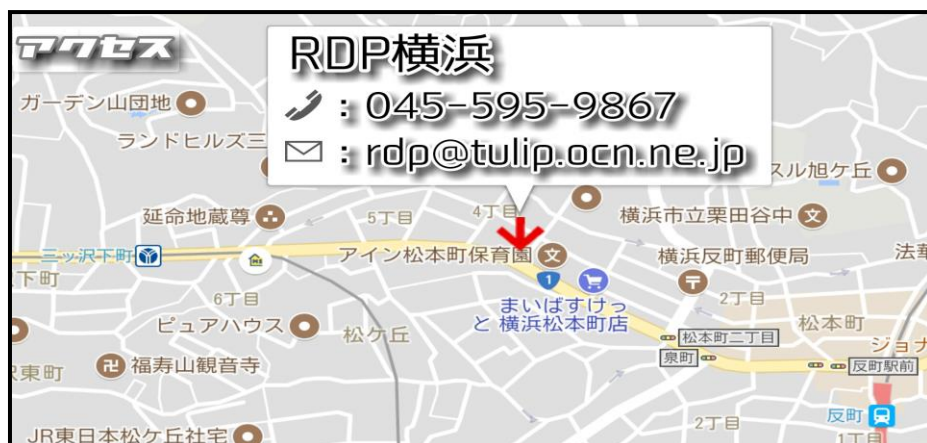 アクセス
RDP横浜
: 045-595-9867
: rdp@tulip.ocn.ne.jp
ガーデン山団地
ランドヒルズ三
スル旭ケ丘
延命地蔵尊
5丁目
4丁目
横浜市立栗田谷中
三ッ沢下町
アイン松本町保育園
横浜反町郵便局
法華
下町
6丁目
1
まいばすけっ
と 横浜松本町店
2丁目
ピュアハウス
松ケ丘
松本町二丁目
松本町
泉町
ジョナ
沢東町
福寿山観音寺
反町駅前
反町
2丁目
1丁目
JR東日本松ケ丘社宅